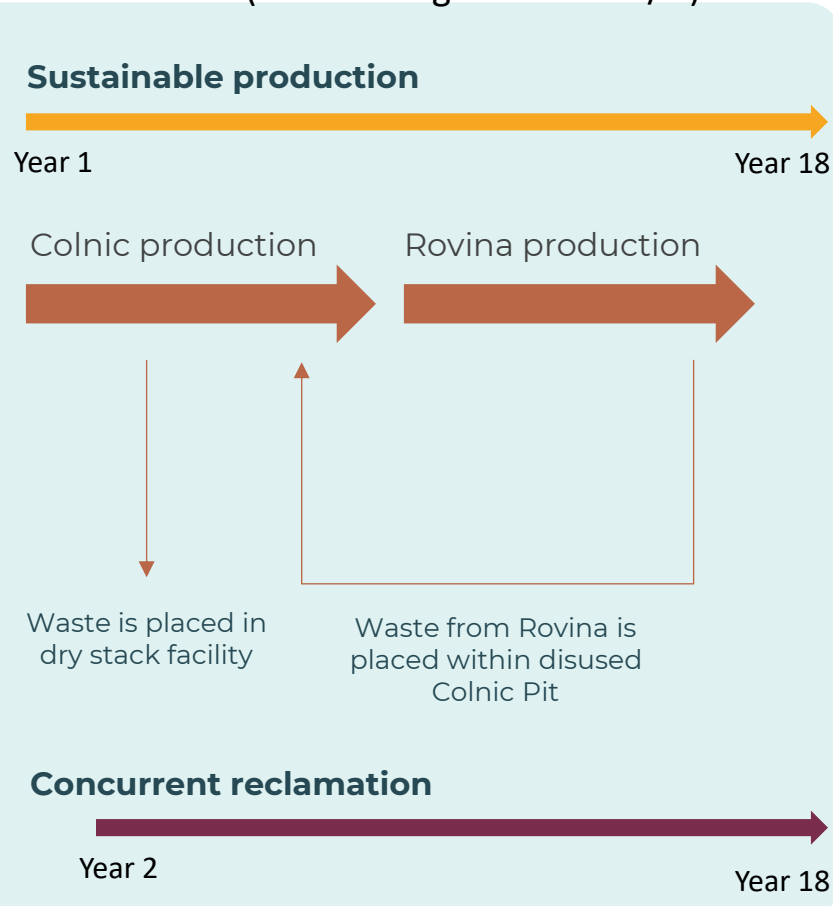 Sustainable production
Year 1
Year 18
Colnic production
Rovina production
Waste is placed in
dry stack facility
Waste from Rovina is
placed within disused
Colnic Pit
Concurrent reclamation
Year 2
Year 18